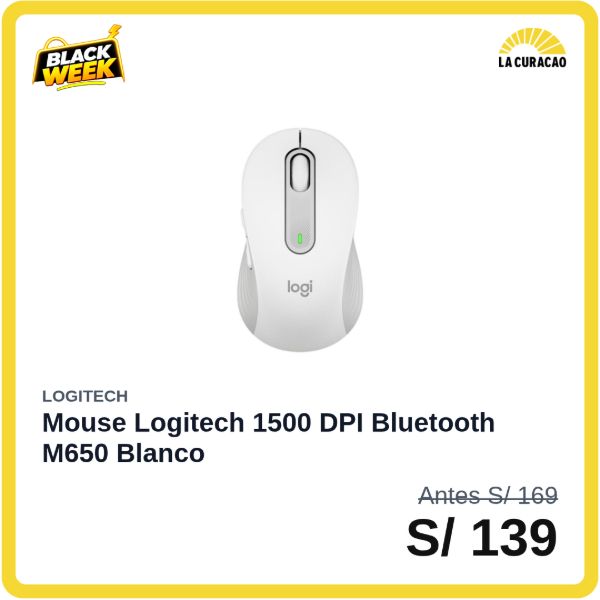 BLACK
WEEK
LA CURACAO
logi
LOGITECH
Mouse Logitech 1500 DPI Bluetooth
M650 Blanco
Antes S/ 169
S/ 139